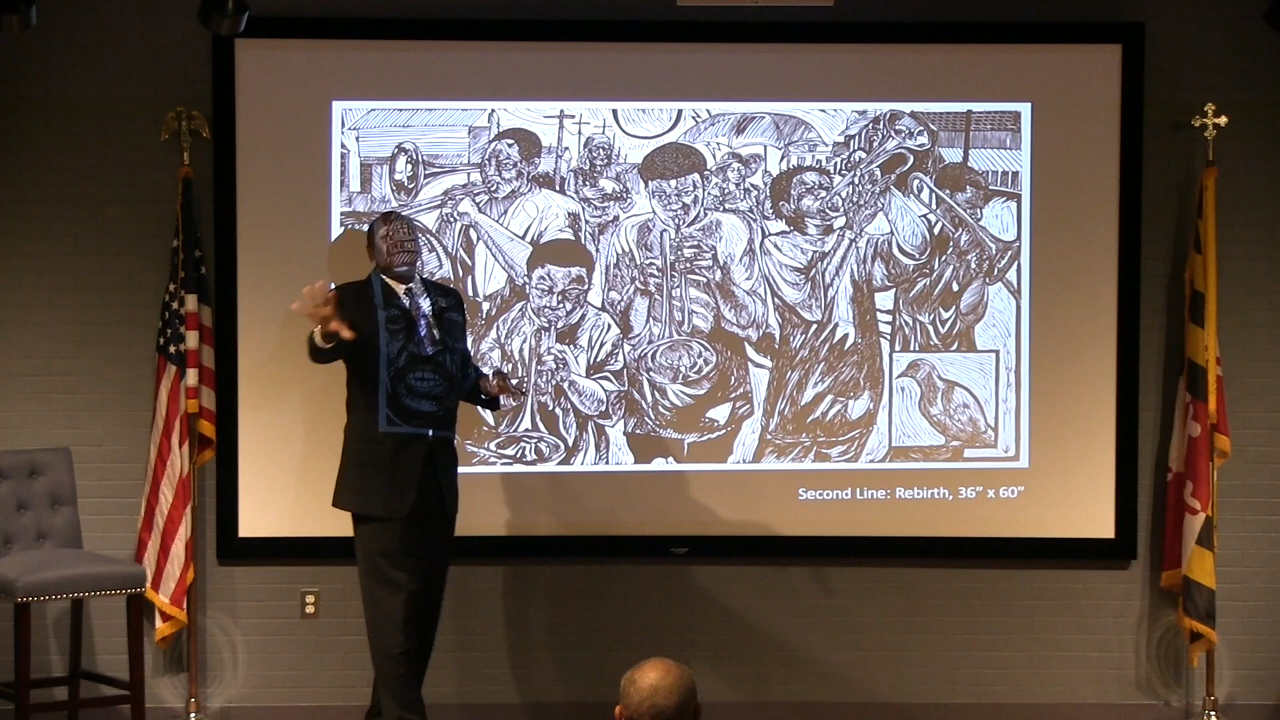 Second Line: Rebirth, 36” x 60”